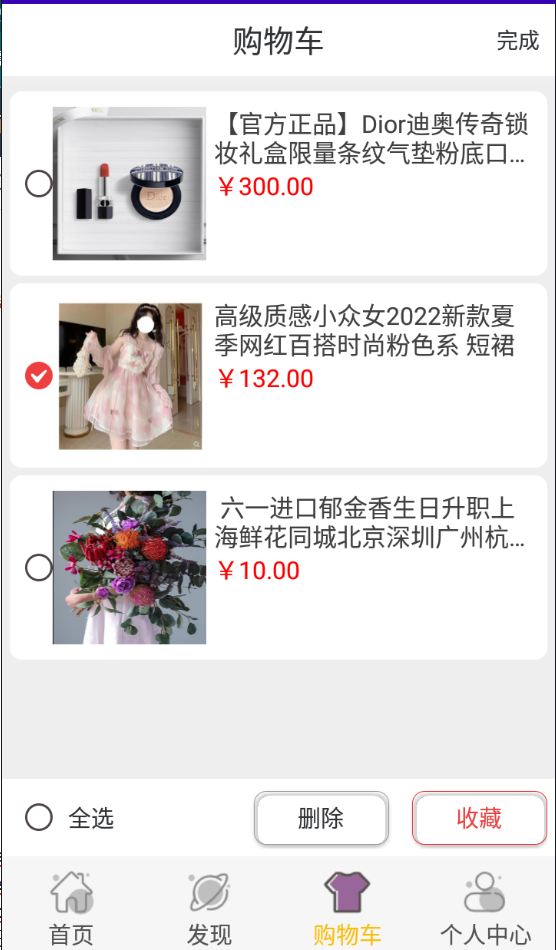 购物车
完成
【官方正品】Dior迪奥传奇锁
妆礼盒限量条纹气垫粉底口...
￥300.00
高级质感小众女2022新款夏
季网红百搭时尚粉色系 短裙
￥132.00
六一进口郁金香生日升职上
海鲜花同城北京深圳广州杭...
￥10.00
全选
删除
收藏
首页
发现
购物车
个人中心